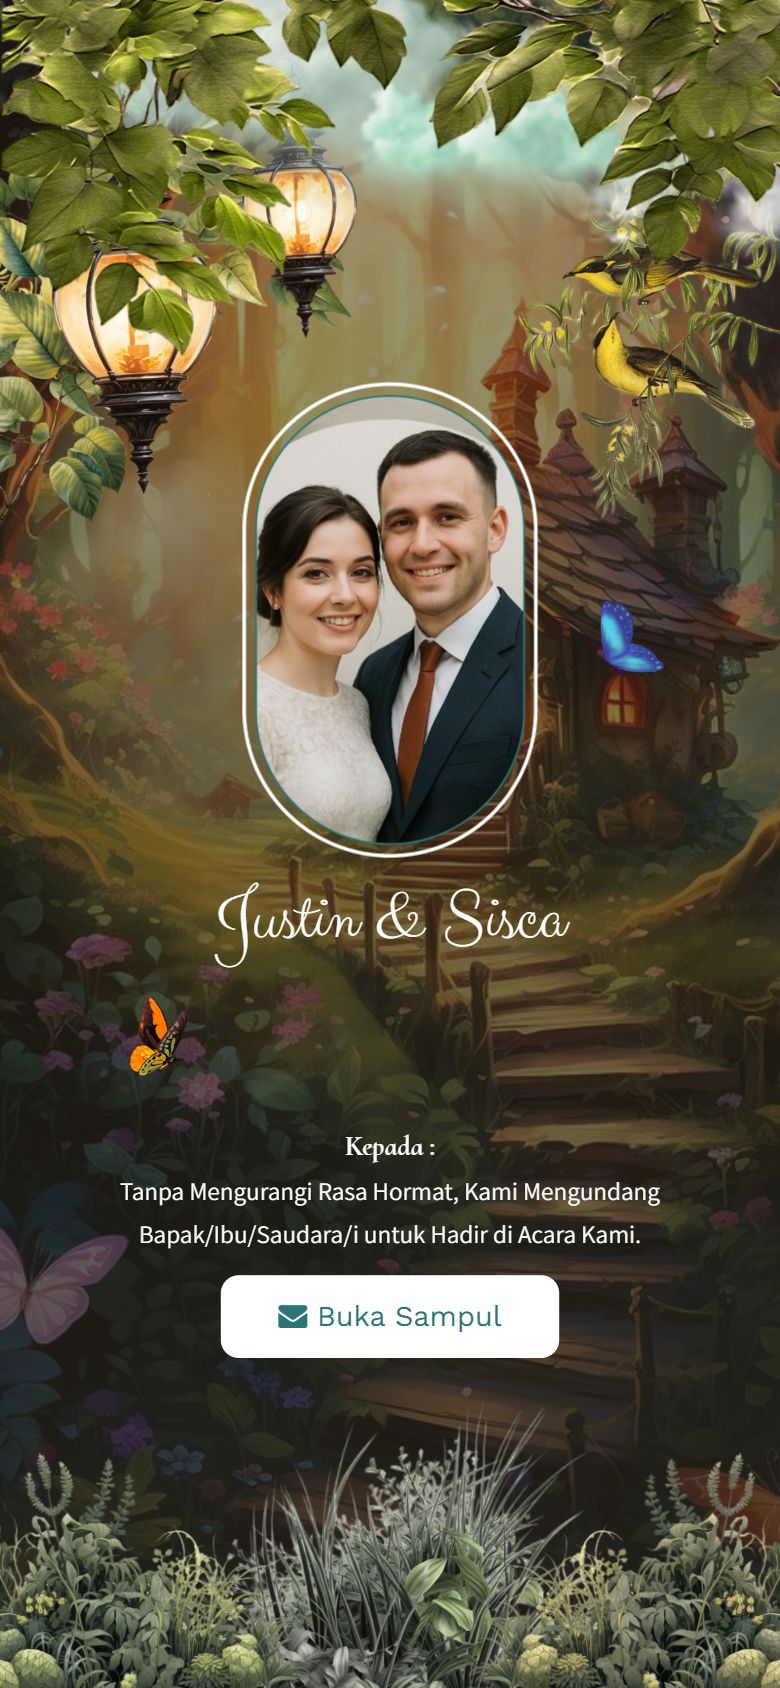 Justin & Sisca
Kepada :
Tanpa Mengurangi Rasa Hormat, Kami Mengundang
Bapak/Ibu/Saudara/i untuk Hadir di Acara Kami.
Buka Sampul